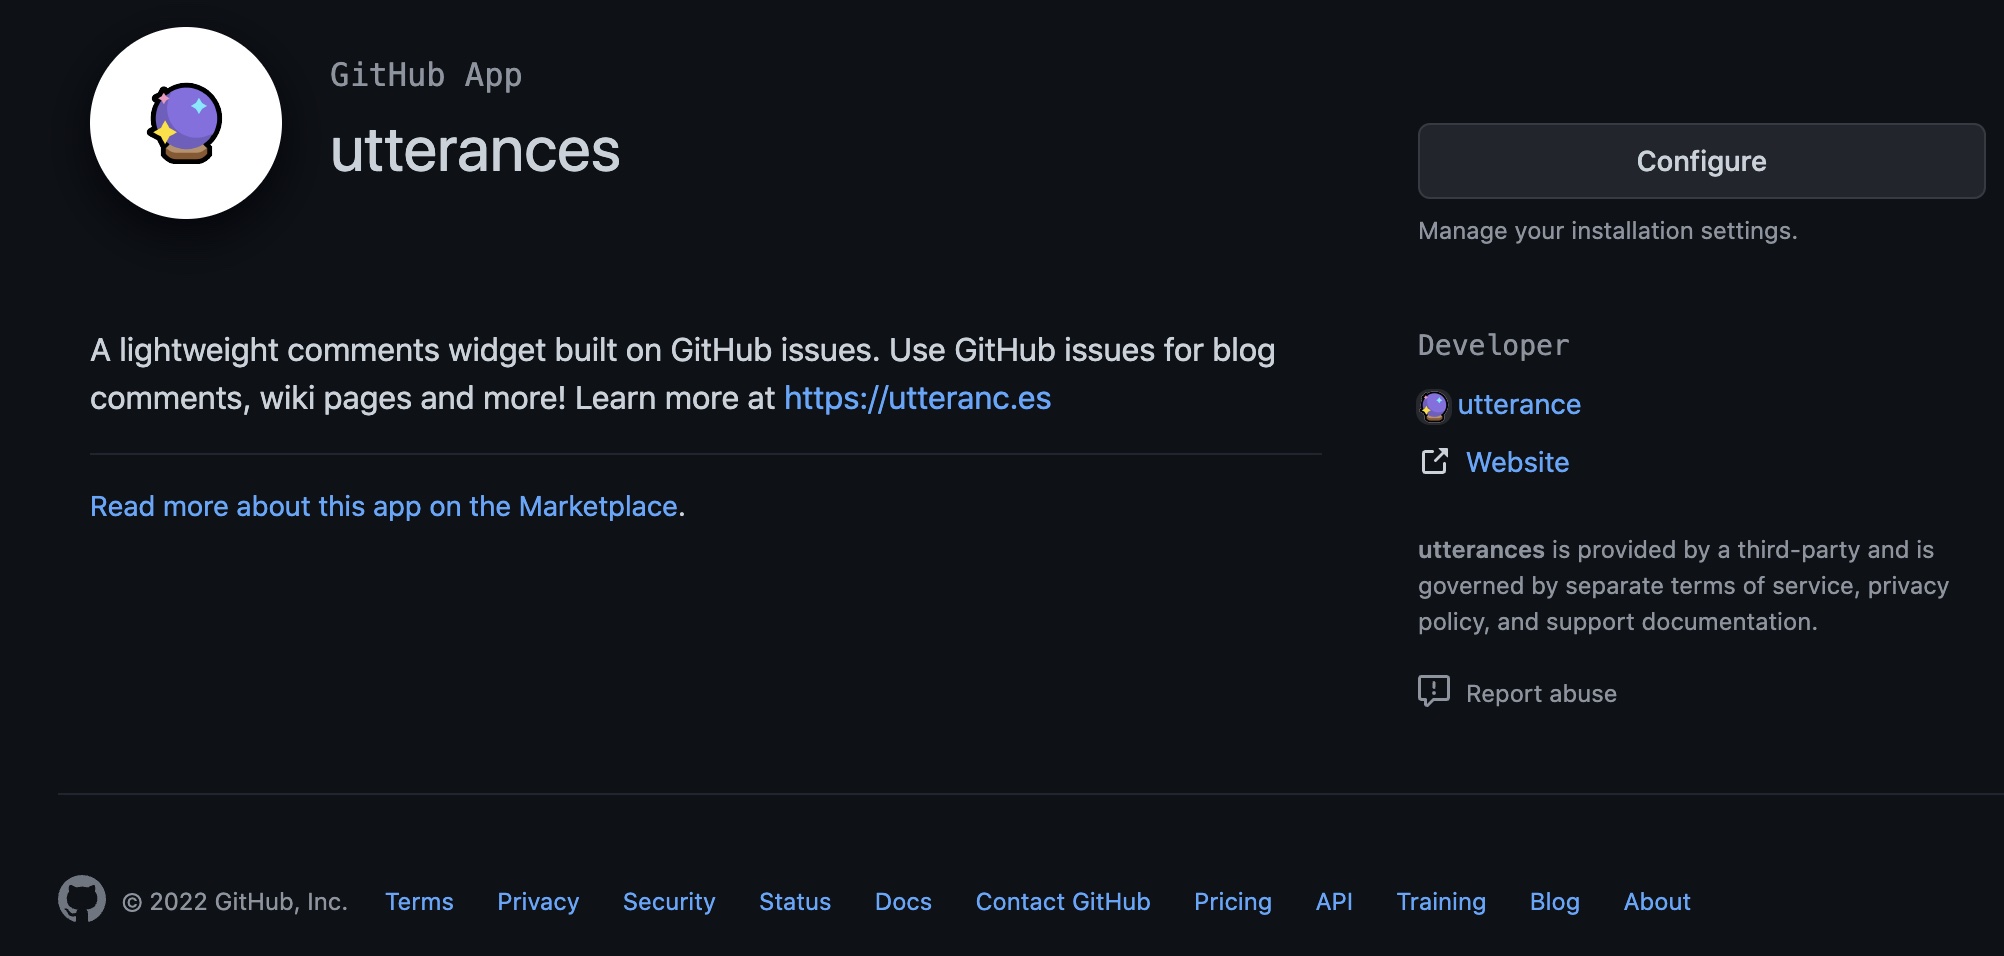 GitHub App
utterances
Configure
Manage your installation settings.
A lightweight comments widget built on GitHub issues. Use GitHub issues for blog
comments, wiki pages and more! Learn more at https://utteranc.es
Read more about this app on the Marketplace.
Developer
utterance
Website
utterances is provided by a third-party and is
governed by separate terms of service, privacy
policy, and support documentation.
Report abuse
© 2022 GitHub, Inc. Terms Privacy Security Status Docs Contact GitHub Pricing API Training Blog About